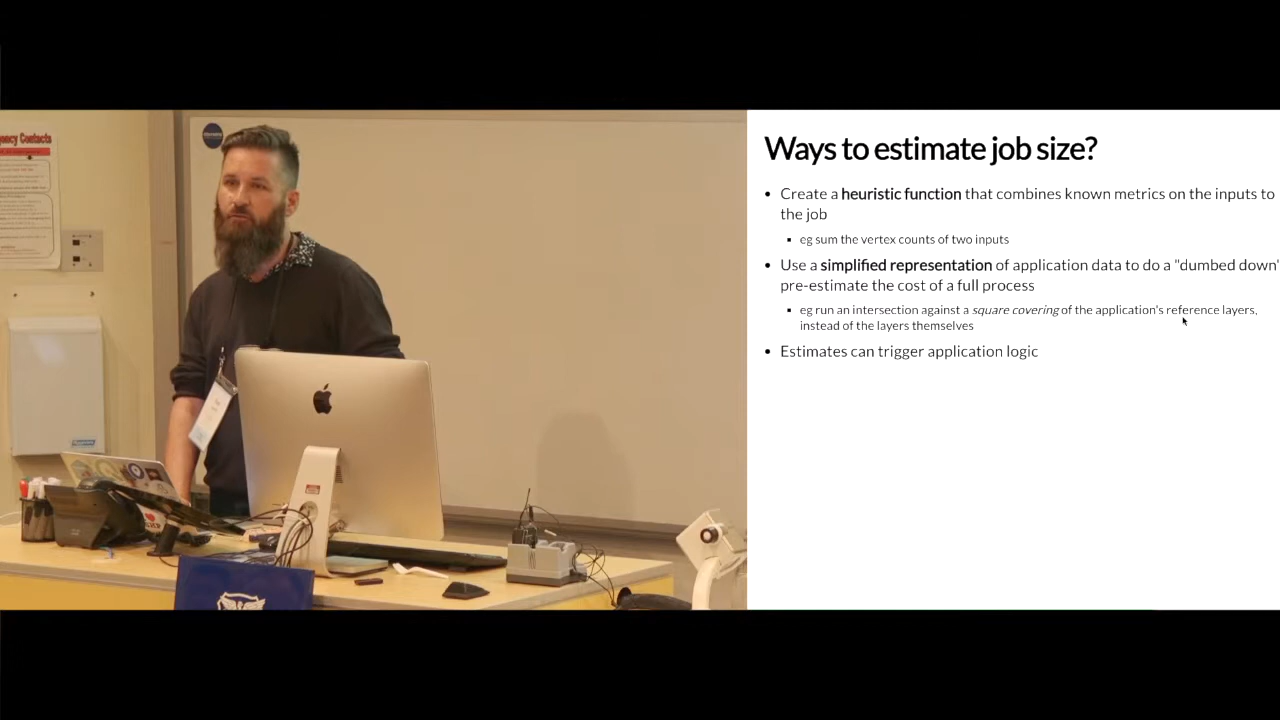 ency Contacts
Ways to estimate job size?
• Create a heuristic function that combines known metrics on the inputs to
the job
▪ eg sum the vertex counts of two inputs
• Use a simplified representation of application data to do a "dumbed down"
pre-estimate the cost of a full process
▪ eg run an intersection against a square covering of the application's reference layers,
instead of the layers themselves
• Estimates can trigger application logic